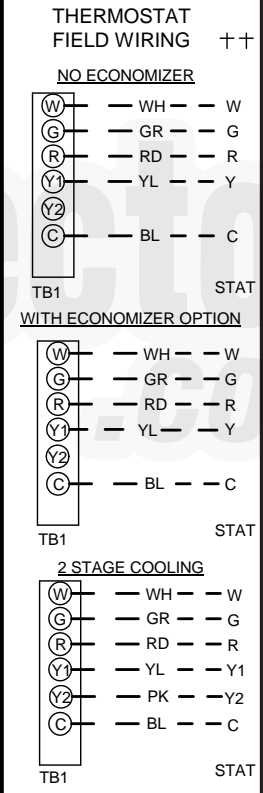 THERMOSTAT
FIELD WIRING ++
NO ECONOMIZER
W WH W
G GR G
R RD R
Y1 YL Y
Y2
C BL C
TB1 STAT
WITH ECONOMIZER OPTION
W WH W
G GR G
R RD R
Y1 YL Y
Y2
C BL C
TB1 STAT
2 STAGE COOLING
W WH W
G GR G
R RD R
Y1 YL Y1
Y2 PK Y2
C BL C
TB1 STAT